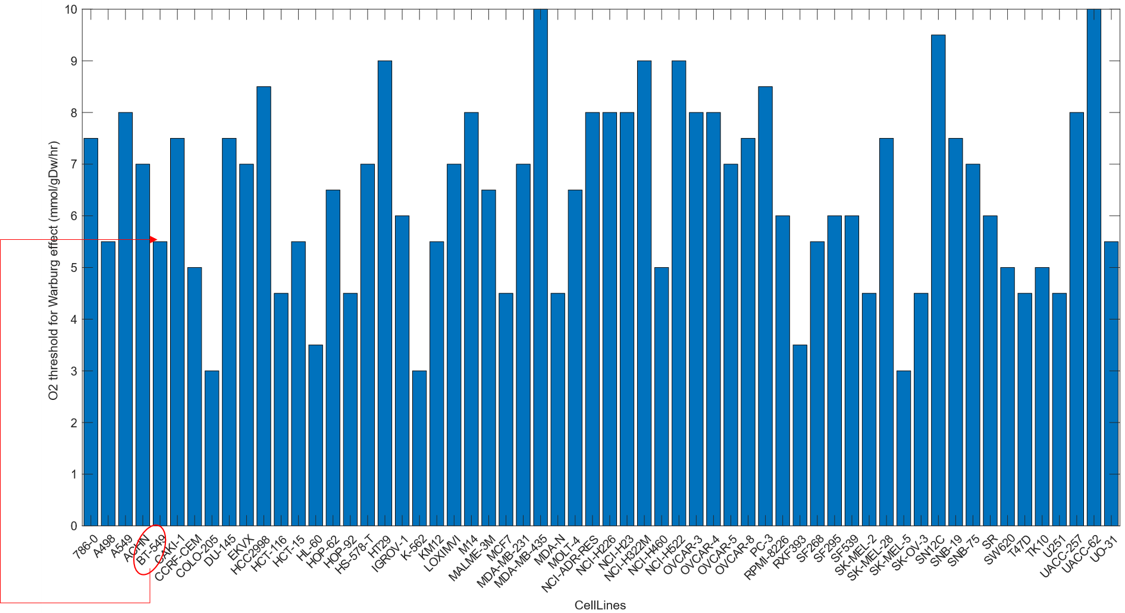 10
9
8
7
6
5
4
3
2
1
0
O2 threshold for Warburg effect (mmol/gDw/hr)
786-0
A498
A549
ACHN
BT-549
CAKI-1
CCRF-CEM
COLO-205
DU-145
EKVX
HCC2998
HCT-116
HCT-15
HL-60
HOP-62
HOP-92
HS-578-T
HT29
IGROV-1
K-562
KM12
LOXIMVI
M14
MALME-3M
MCF7
MDA-MB-231
MDA-MB-435
MDA-N
MOLT-4
NCI-ADR-RES
NCI-H226
NCI-H23
NCI-H322M
NCI-H460
NCI-H522
OVCAR-3
OVCAR-4
OVCAR-5
OVCAR-8
PC-3
RPMI-8226
RXF393
SF268
SF295
SF539
SK-MEL-2
SK-MEL-28
SK-MEL-5
SK-OV-3
SN12C
SNB-19
SNB-75
SR
SW620
T47D
TK10
U251
UACC-257
UACC-62
UO-31
CellLines